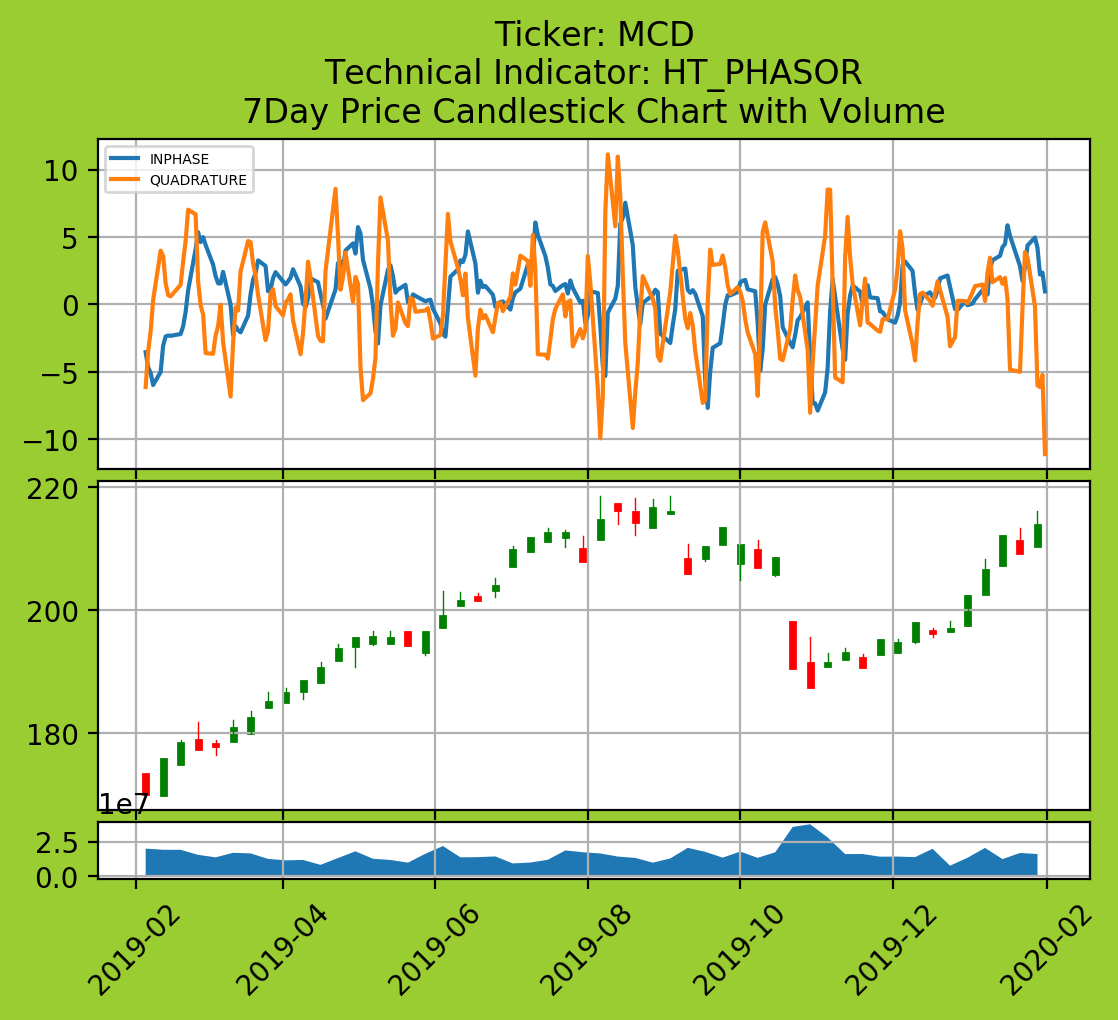 Ticker: MCD
Technical Indicator: HT_PHASOR
7Day Price Candlestick Chart with Volume
INPHASE
QUADRATURE
10
5
0
−5
−10
220
200
180
1e7
2.5
0.0
2019-02
2019-04
2019-06
2019-08
2019-10
2019-12
2020-02